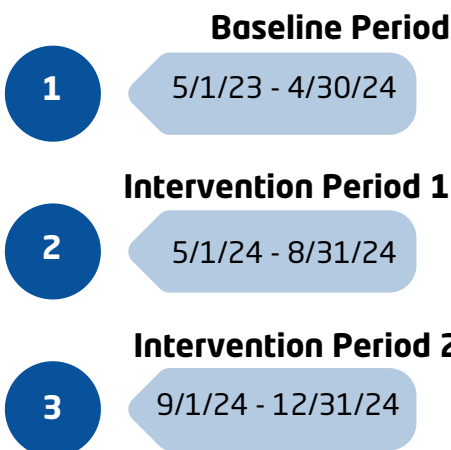 Baseline Period
1
5/1/23 - 4/30/24
Intervention Period 1
2
5/1/24 - 8/31/24
Intervention Period 2
3
9/1/24 - 12/31/24